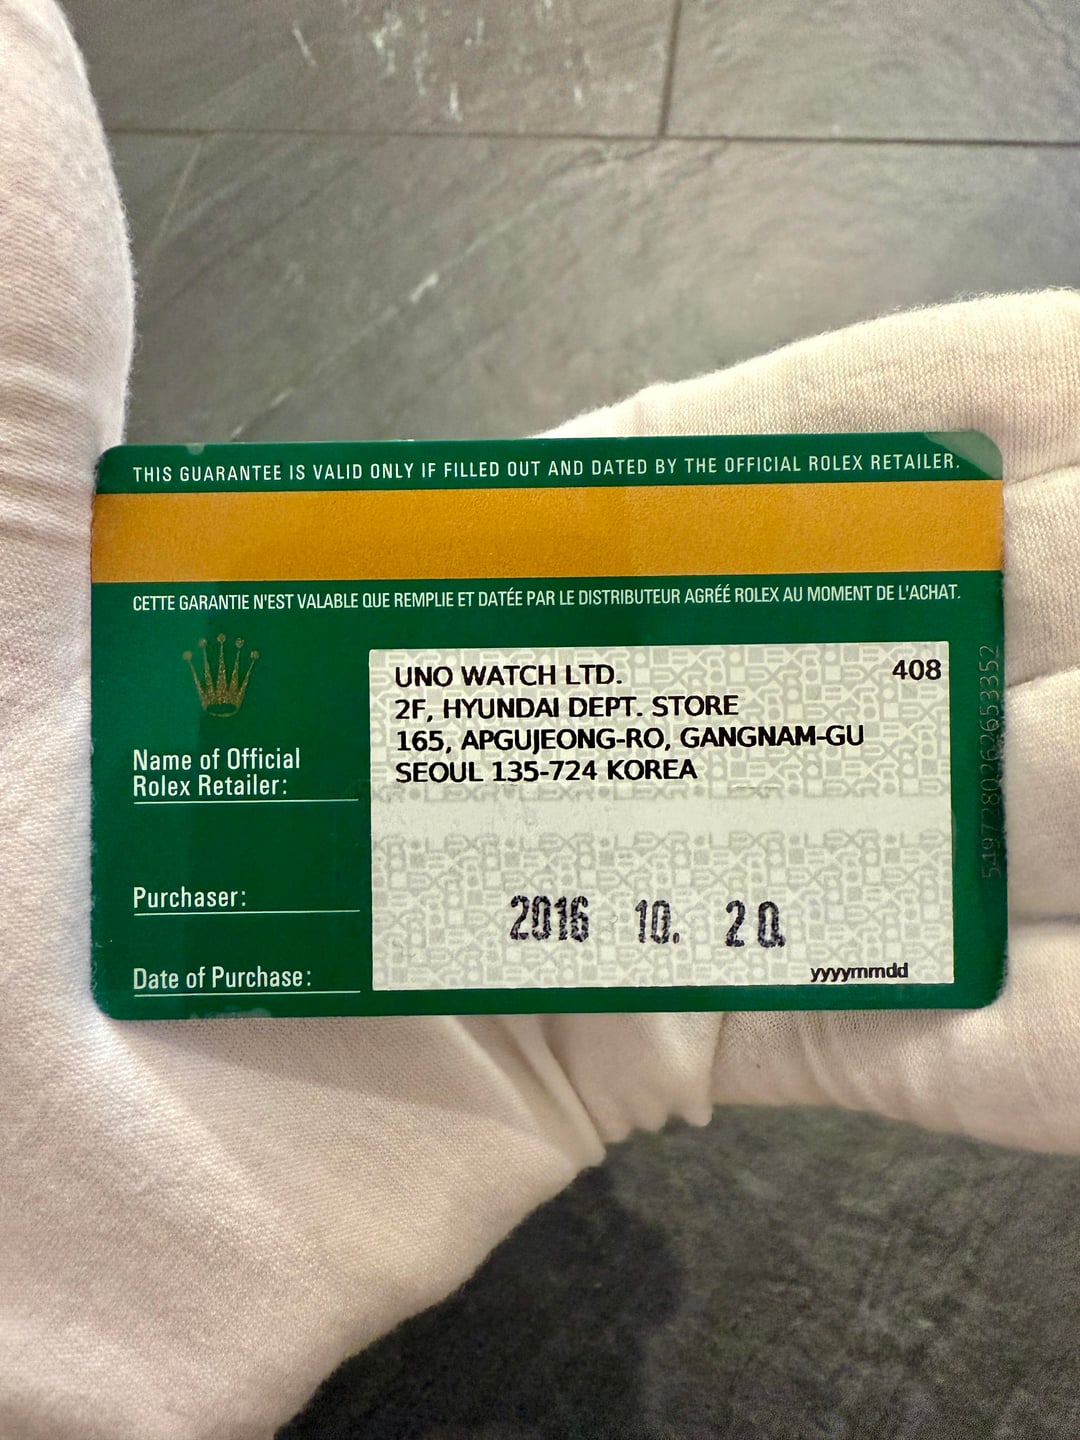 THIS GUARANTEE IS VALID ONLY IF FILLED OUT AND DATED BY THE OFFICIAL ROLEX RETAILER.
CETTE GARANTIE N'EST VALABLE QUE REMPLIE ET DATÉE PAR LE DISTRIBUTEUR AGRÉÉ ROLEX AU MOMENT DE L'ACHAT.
UNO WATCH LTD. 408
2F, HYUNDAI DEPT. STORE
165, APGUJEONG-RO, GANGNAM-GU
SEOUL 135-724 KOREA
Name of Official
Rolex Retailer:
Purchaser:
2016 10. 20.
Date of Purchase:
yyyymmdd